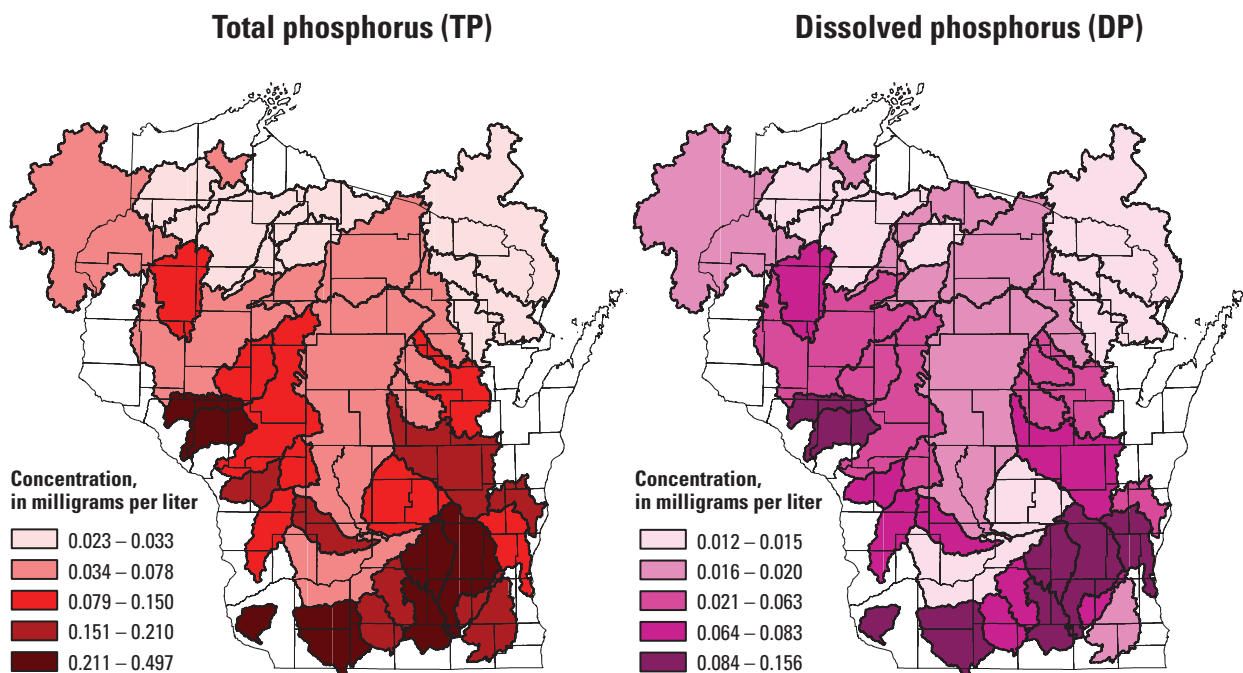 Total phosphorus (TP)
Dissolved phosphorus (DP)
Concentration,
in milligrams per liter
0.023 – 0.033
0.034 – 0.078
0.079 – 0.150
0.151 – 0.210
0.211 – 0.497
Concentration,
in milligrams per liter
0.012 – 0.015
0.016 – 0.020
0.021 – 0.063
0.064 – 0.083
0.084 – 0.156